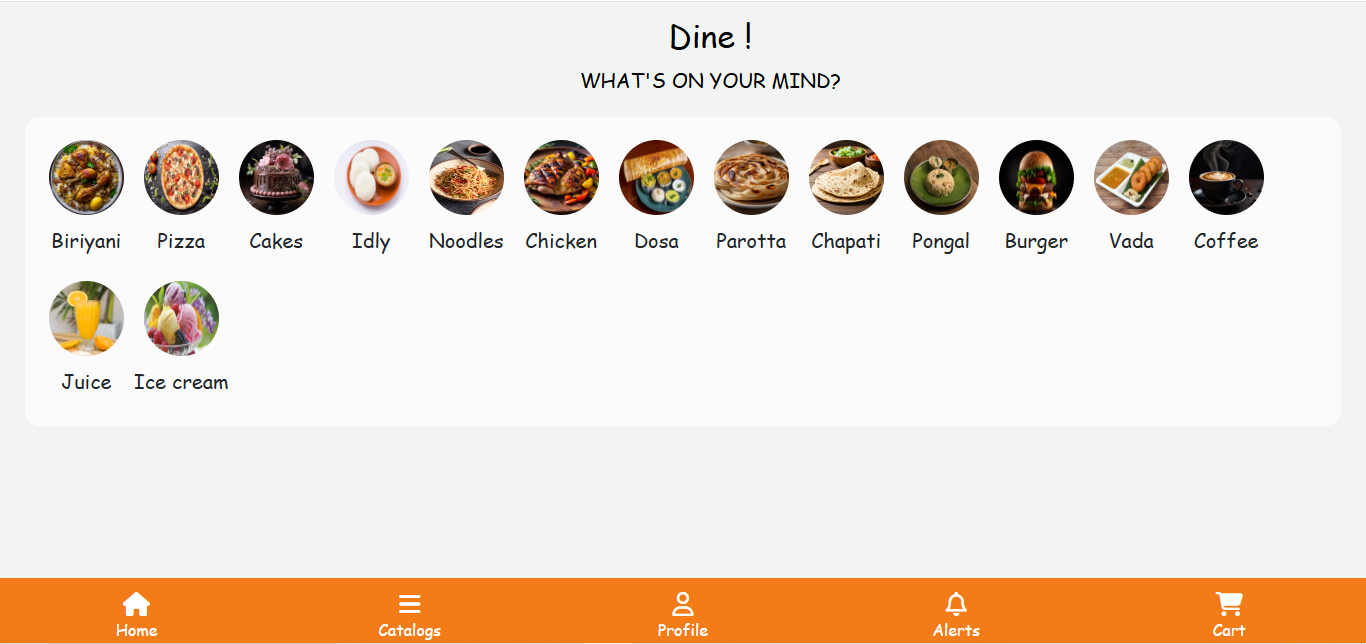 Dine !
WHAT'S ON YOUR MIND?
Biriyani Pizza Cakes Idly Noodles Chicken Dosa Parotta Chapati Pongal Burger Vada Coffee
Juice Ice cream
Home Catalogs Profile Alerts Cart